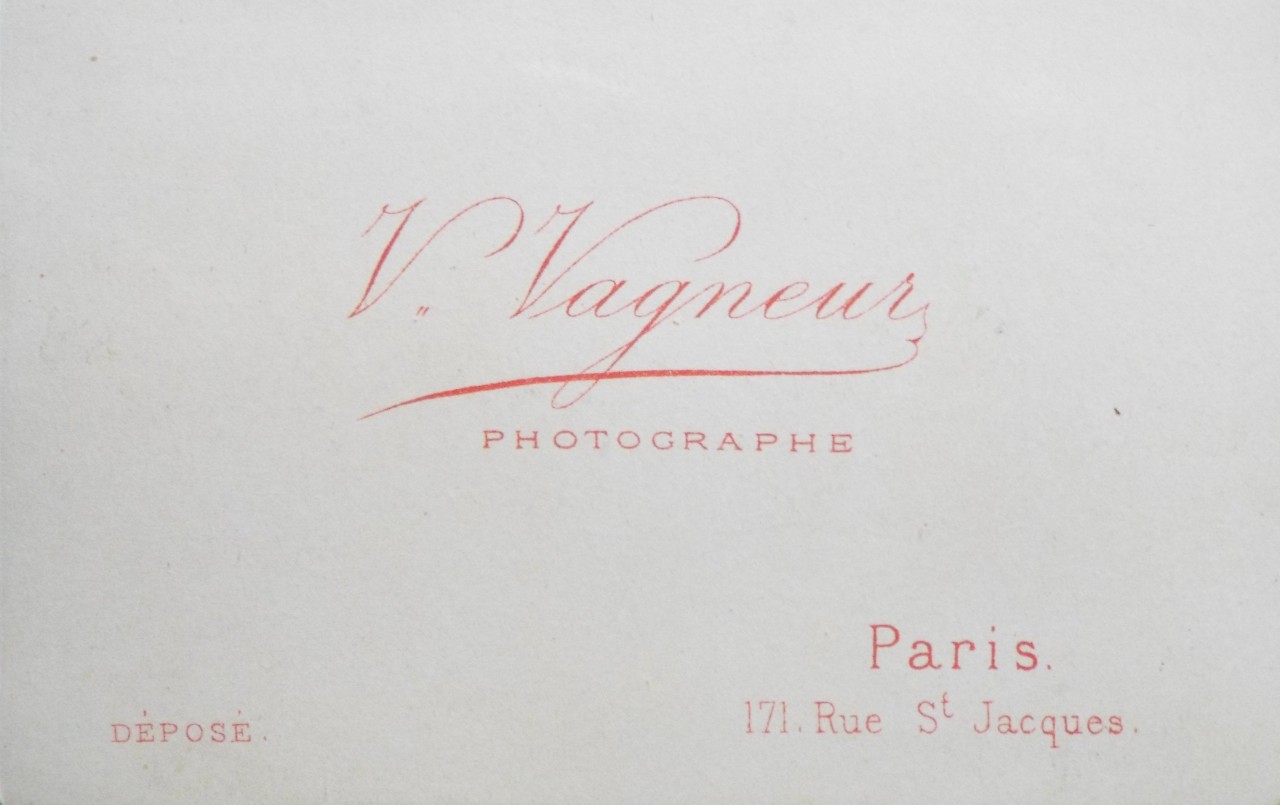 V. Vagneur
PHOTOGRAPHE
Paris.
171. Rue St Jacques.
DÉPOSÉ.